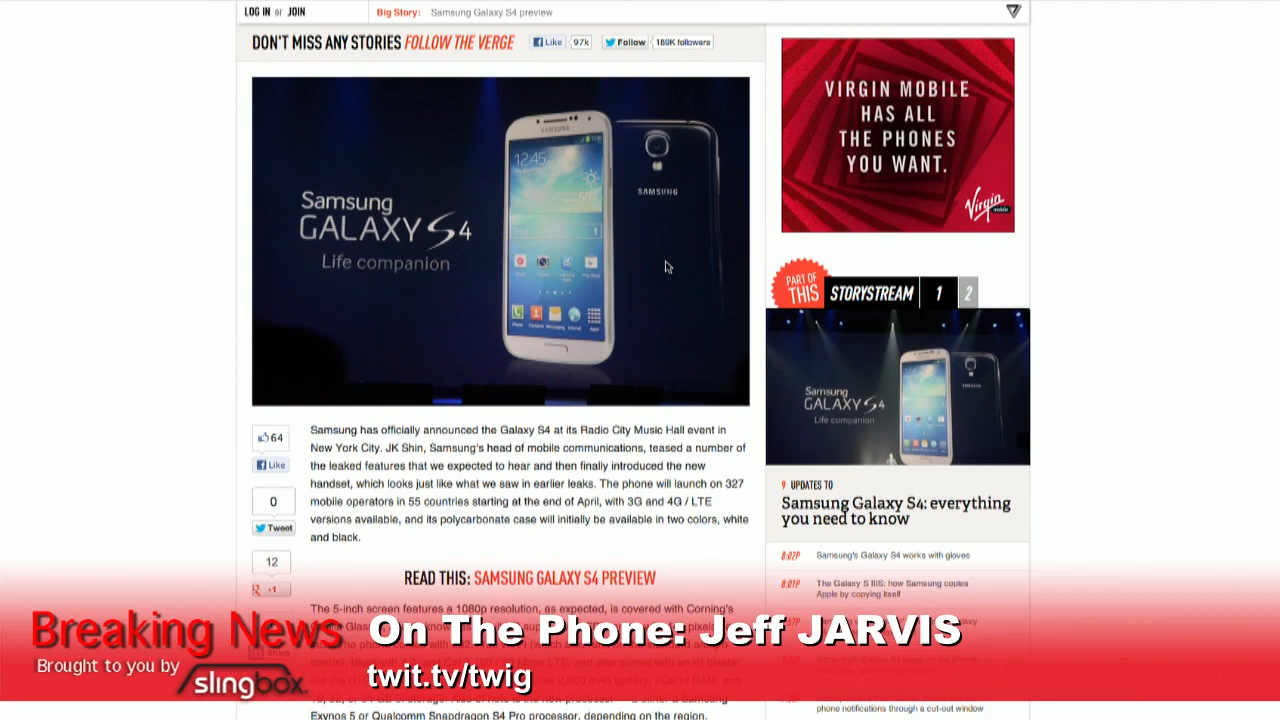 LOG IN or JOIN
Big Story: Samsung Galaxy S4 preview
DON'T MISS ANY STORIES FOLLOW THE VERGE
Like 97k
Follow 189K followers
SAMSUNG
12:45
SAMSUNG
Samsung
GALAXY S4
Life companion
VIRGIN MOBILE
HAS ALL
THE PHONES
YOU WANT.
Virgin
mobile
PART OF
THIS
STORYSTREAM 1 2
Samsung
GALAXY S4
Life companion
64
Like
0
Tweet
12
+1
Samsung has officially announced the Galaxy S4 at its Radio City Music Hall event in
New York City. JK Shin, Samsung's head of mobile communications, teased a number of
the leaked features that we expected to hear and then finally introduced the new
handset, which looks just like what we saw in earlier leaks. The phone will launch on 327
mobile operators in 55 countries starting at the end of April, with 3G and 4G / LTE
versions available, and its polycarbonate case will initially be available in two colors, white
and black.
READ THIS: SAMSUNG GALAXY S4 PREVIEW
The 5-inch screen features a 1080p resolution, as expected, is covered with Corning's
Exynos 5 or Qualcomm Snapdragon S4 Pro processor, depending on the region.
9 UPDATES TO
Samsung Galaxy S4: everything
you need to know
8:02P Samsung's Galaxy S4 works with gloves
8:01P The Galaxy S IIIS: how Samsung copies
Apple by copying itself
phone notifications through a cut-out window
Breaking News
Brought to you by
slingbox
On The Phone: Jeff JARVIS
twit.tv/twig